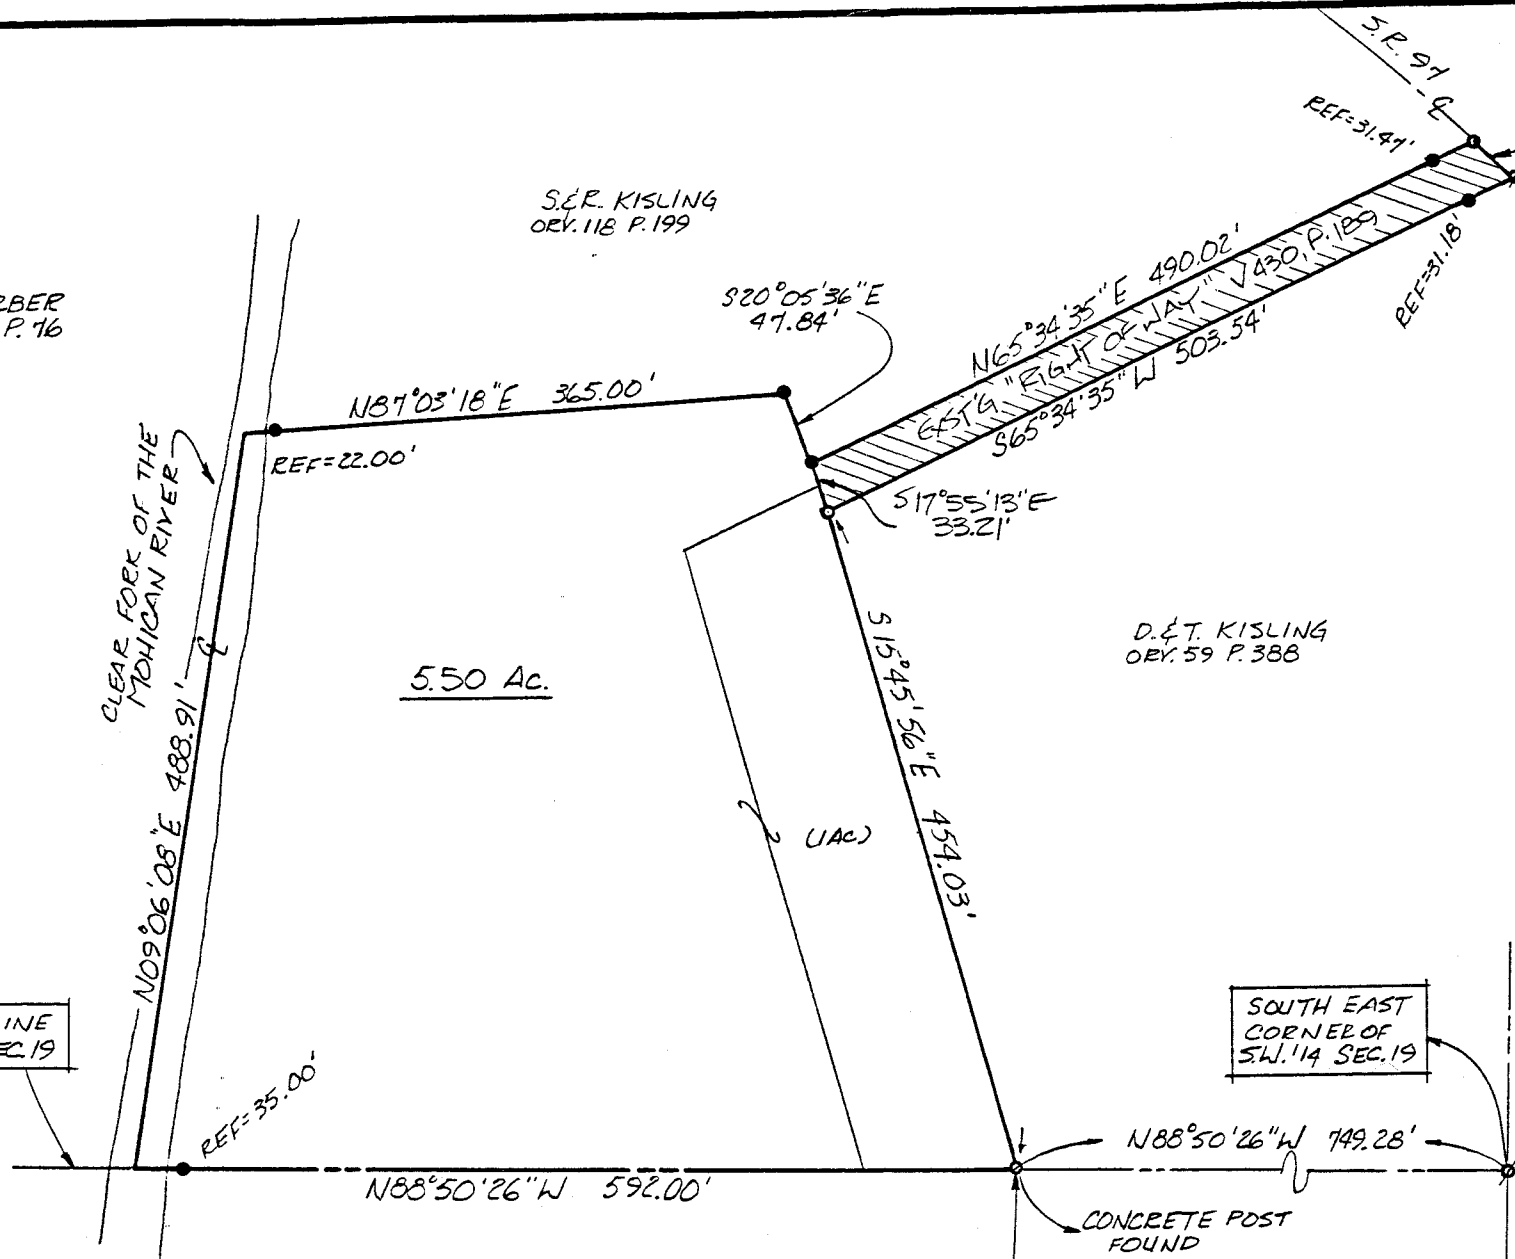 S.R. 97
℄
REF=31.47'
S.&R. KISLING
ORV. 118 P. 199
P. 76
S20°05'36"E
47.84'
N65°34'35"E 490.02'
EXST'G "RIGHT OF WAY" V430, P.189
S65°34'35"W 503.54'
REF=31.18'
N87°03'18"E 365.00'
REF=22.00'
S17°55'13"E
33.21'
CLEAR FORK OF THE
MOHICAN RIVER
℄
N09°06'08"E 488.91'
5.50 Ac.
D.&T. KISLING
ORV. 59 P. 388
S15°45'56"E 454.03'
(1AC)
INE
EC.19
SOUTH EAST
CORNER OF
S.W. 1/4 SEC.19
REF=35.00'
N88°50'26"W 749.28'
N88°50'26"W 592.00'
CONCRETE POST
FOUND